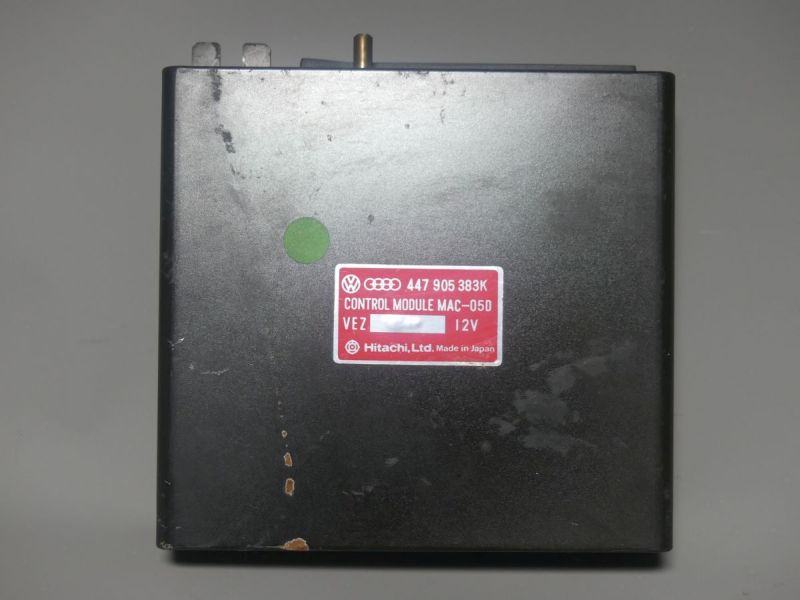 447 905 383K
CONTROL MODULE MAC-05D
VEZ 12V
Hitachi, Ltd. Made in Japan